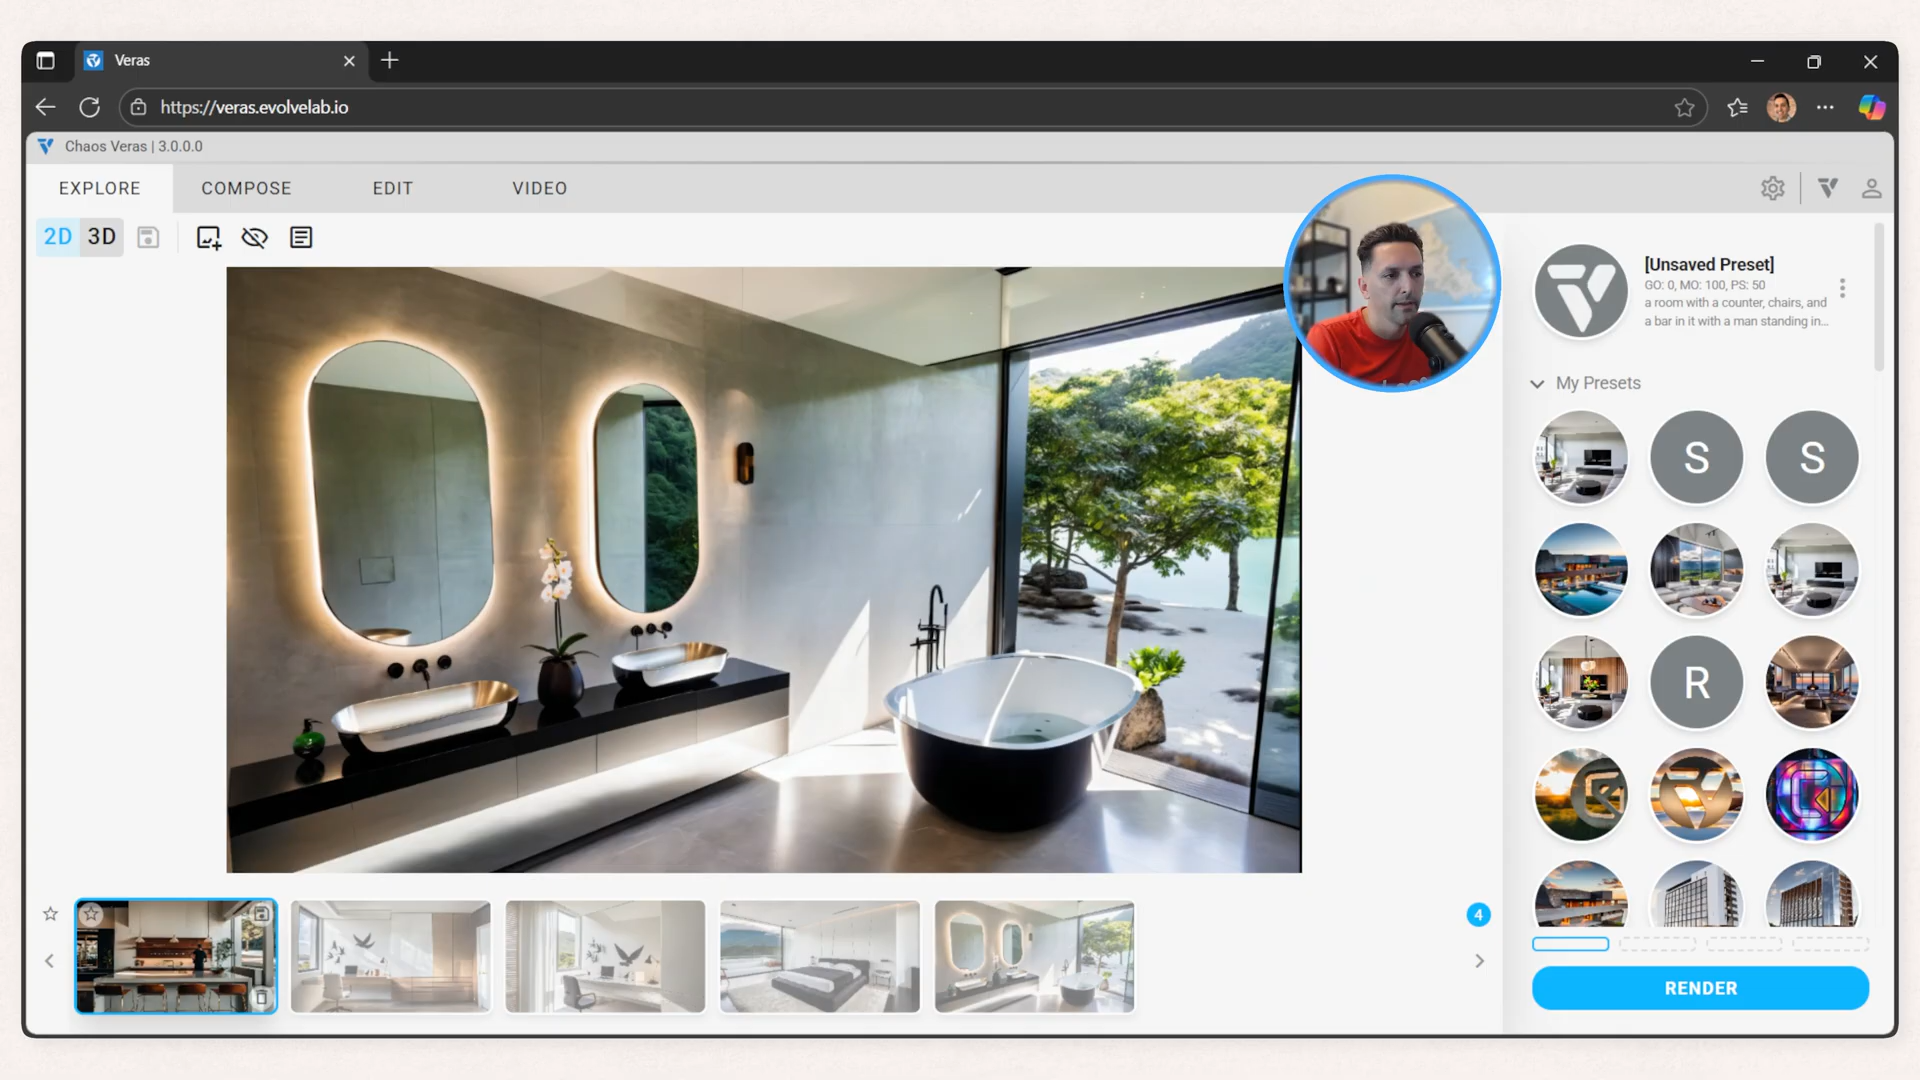 Veras
https://veras.evolvelab.io
Chaos Veras | 3.0.0.0
EXPLORE
COMPOSE
EDIT
VIDEO
2D
3D
[Unsaved Preset]
GO: 0, MO: 100, PS: 50
a room with a counter, chairs, and
a bar in it with a man standing in...
My Presets
S
S
R
4
RENDER